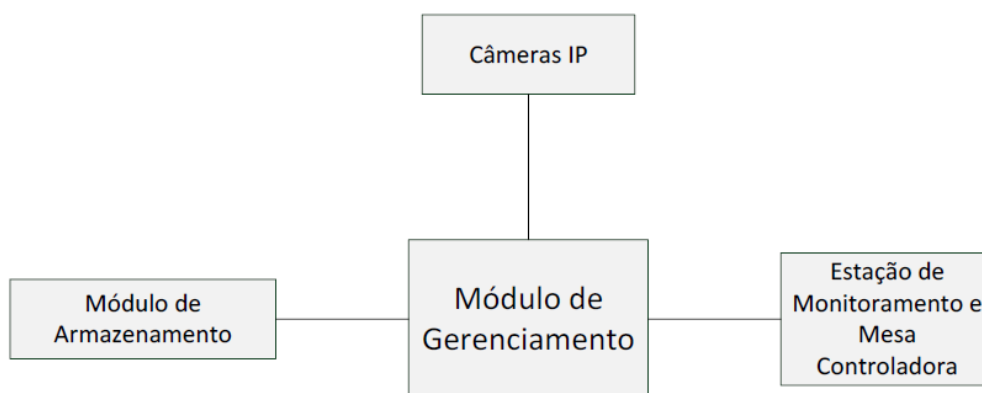 Câmeras IP
Módulo de
Armazenamento
Módulo de
Gerenciamento
Estação de
Monitoramento e
Mesa
Controladora